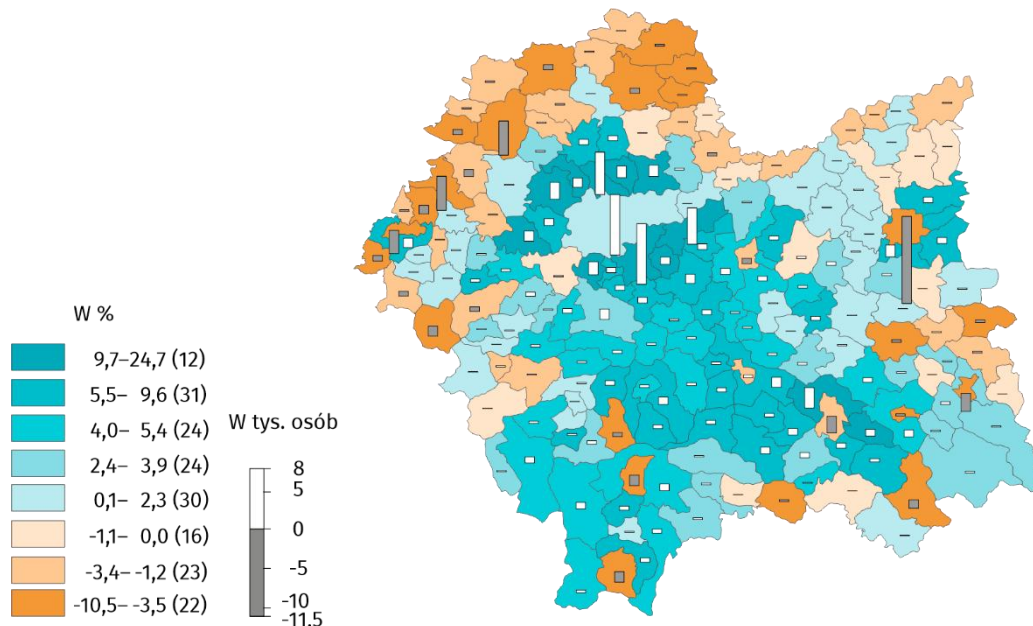 W %
9,7–24,7 (12)
5,5– 9,6 (31)
4,0– 5,4 (24)
2,4– 3,9 (24)
0,1– 2,3 (30)
-1,1– 0,0 (16)
-3,4– -1,2 (23)
-10,5– -3,5 (22)
W tys. osób
8
5
0
-5
-10
-11,5